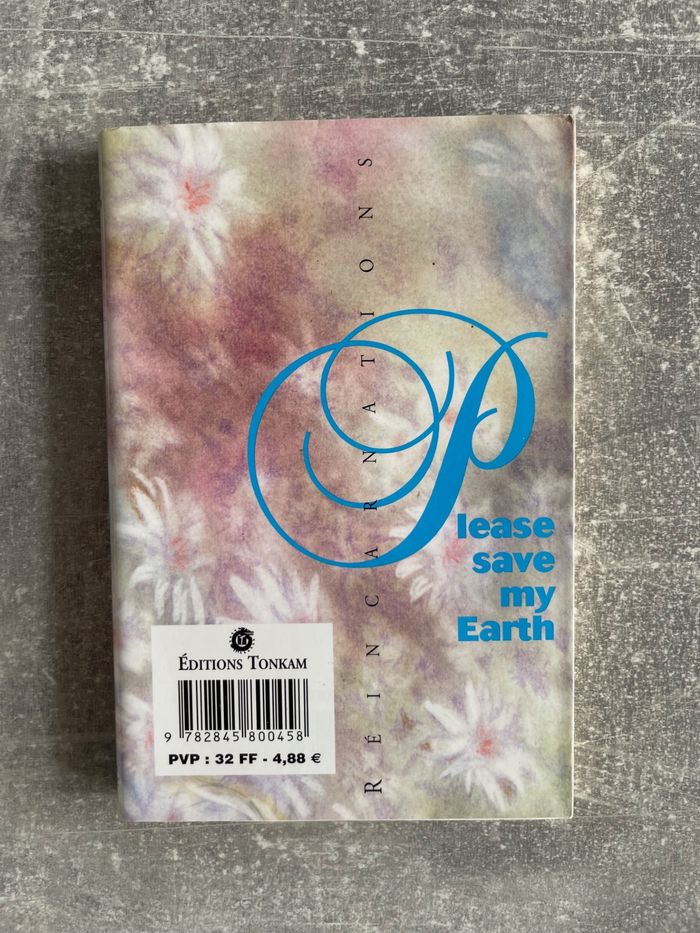 RÉINCARNATIONS
Please
save
my
Earth
ÉDITIONS TONKAM
9 782845 800458
PVP : 32 FF - 4,88 €